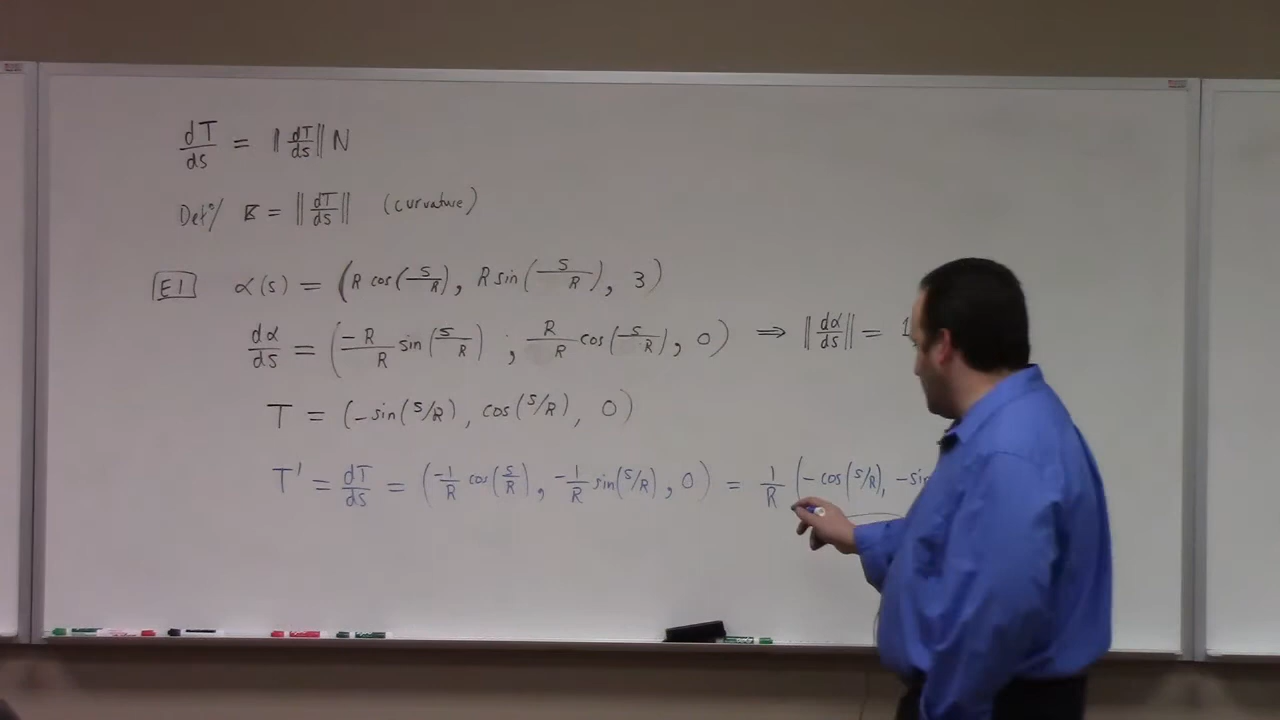 dT/ds = ‖dT/ds‖ N
Def% K = ‖dT/ds‖ (curvature)
E1 α(s) = (R cos(s/R), R sin(s/R), 3)
dα/ds = (-R/R sin(s/R), R/R cos(s/R), 0) ⇒ ‖dα/ds‖ = 1
T = (-sin(s/R), cos(s/R), 0)
T' = dT/ds = (-1/R cos(s/R), -1/R sin(s/R), 0) = 1/R (-cos(s/R), -sin